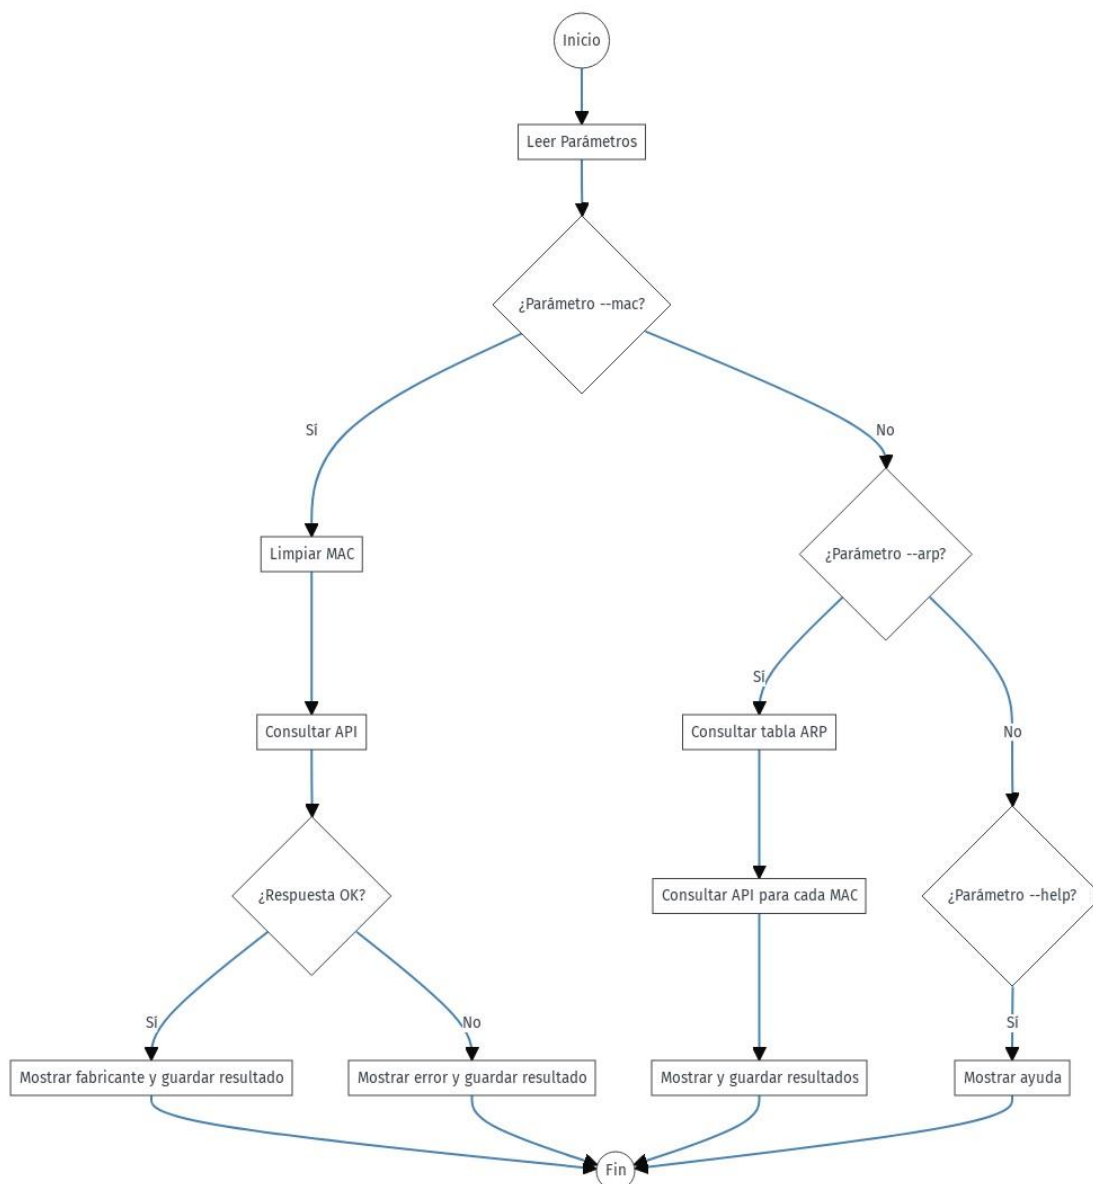 Inicio
Leer Parámetros
¿Parámetro --mac?
Sí
No
Limpiar MAC
¿Parámetro --arp?
Sí
No
Consultar API
Consultar tabla ARP
¿Respuesta OK?
Consultar API para cada MAC
¿Parámetro --help?
Sí
No
Sí
Mostrar fabricante y guardar resultado
Mostrar error y guardar resultado
Mostrar y guardar resultados
Mostrar ayuda
Fin